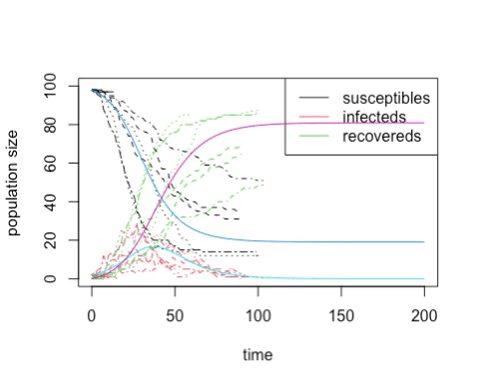 susceptibles
infecteds
recovereds
population size
100
80
60
40
20
0
0 50 100 150 200
time